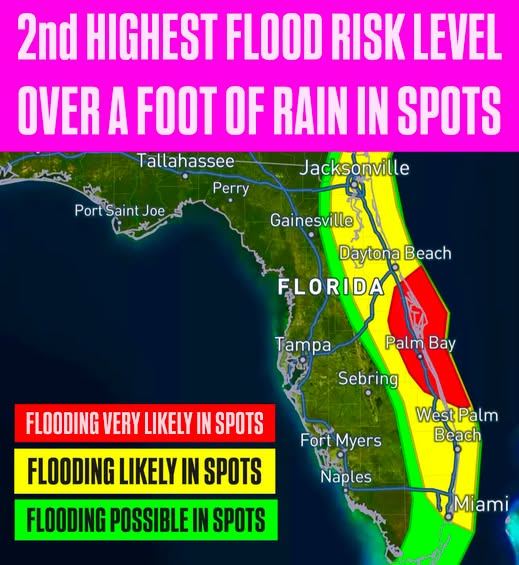 2nd HIGHEST FLOOD RISK LEVEL
OVER A FOOT OF RAIN IN SPOTS
Tallahassee
Jacksonville
Perry
Port Saint Joe
Gainesville
Daytona Beach
FLORIDA
Tampa
Palm Bay
Sebring
West Palm
Beach
FLOODING VERY LIKELY IN SPOTS
Fort Myers
FLOODING LIKELY IN SPOTS
Naples
Miami
FLOODING POSSIBLE IN SPOTS